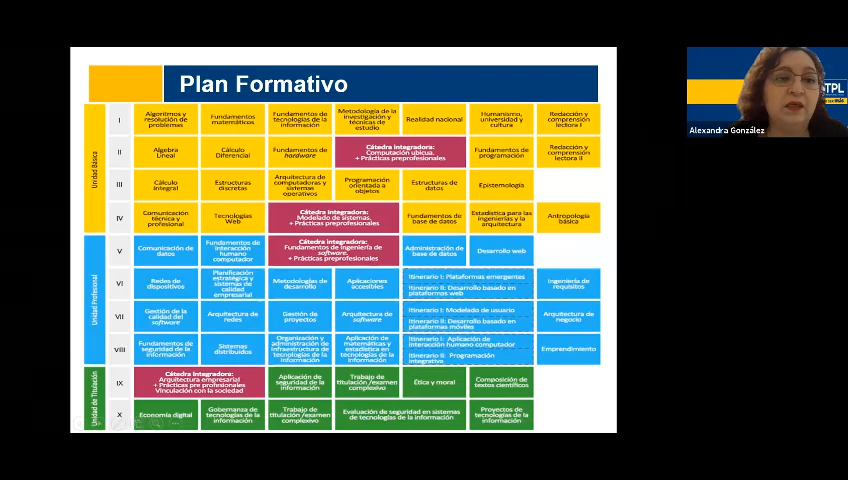 Plan Formativo
Unidad Básica
I
Algoritmos y
resolución de
problemas
Fundamentos
matemáticos
Fundamentos de
tecnologías de la
información
Metodología de la
investigación y
técnicas de
estudio
Realidad nacional
Humanismo,
universidad y
cultura
Redacción y
comprensión
lectora I
II
Algebra
Lineal
Cálculo
Diferencial
Fundamentos de
hardware
Cátedra integradora:
Computación ubicua.
+ Prácticas preprofesionales
Fundamentos de
programación
Redacción y
comprensión
lectora II
III
Cálculo
Integral
Estructuras
discretas
Arquitectura de
computadoras y
sistemas
operativos
Programación
orientada a
objetos
Estructuras de
datos
Epistemología
IV
Comunicación
técnica y
profesional
Tecnologías
Web
Cátedra integradora:
Modelado de sistemas.
+ Prácticas preprofesionales
Fundamentos de
base de datos
Estadística para las
ingenierías y la
arquitectura
Antropología
básica
Unidad Profesional
V
Comunicación de
datos
Fundamentos de
interacción
humano
computador
Cátedra integradora:
Fundamentos de ingeniería de
software.
+ Prácticas preprofesionales
Administración de
base de datos
Desarrollo web
VI
Redes de
dispositivos
Planificación
estratégica y
sistemas de
calidad
empresarial
Metodologías de
desarrollo
Aplicaciones
accesibles
Itinerario I: Plataformas emergentes
Itinerario II: Desarrollo basado en
plataformas web
Ingeniería de
requisitos
VII
Gestión de la
calidad del
software
Arquitectura de
redes
Gestión de
proyectos
Arquitectura de
software
Itinerario I: Modelado de usuario
Itinerario II: Desarrollo basado en
plataformas móviles
Arquitectura de
negocio
VIII
Fundamentos de
seguridad de la
información
Sistemas
distribuidos
Organización y
administración de
infraestructura de
tecnologías de la
información
Aplicación de
matemáticas y
estadística en
tecnologías de la
información
Itinerario I: Aplicación de
interacción humano computador
Itinerario II: Programación
integrativa
Emprendimiento
Unidad de Titulación
IX
Cátedra integradora:
Arquitectura empresarial
+ Prácticas pre profesionales
Vinculación con la sociedad
Aplicación de
seguridad de la
información
Trabajo de
titulación/examen
complexivo
Ética y moral
Composición de
textos científicos
X
Economía digital
Gobernanza de
tecnologías de la
información
Trabajo de
titulación /examen
complexivo
Evaluación de seguridad en sistemas
de tecnologías de la información
Proyectos de
tecnologías de la
información
TPL
Alexandra González